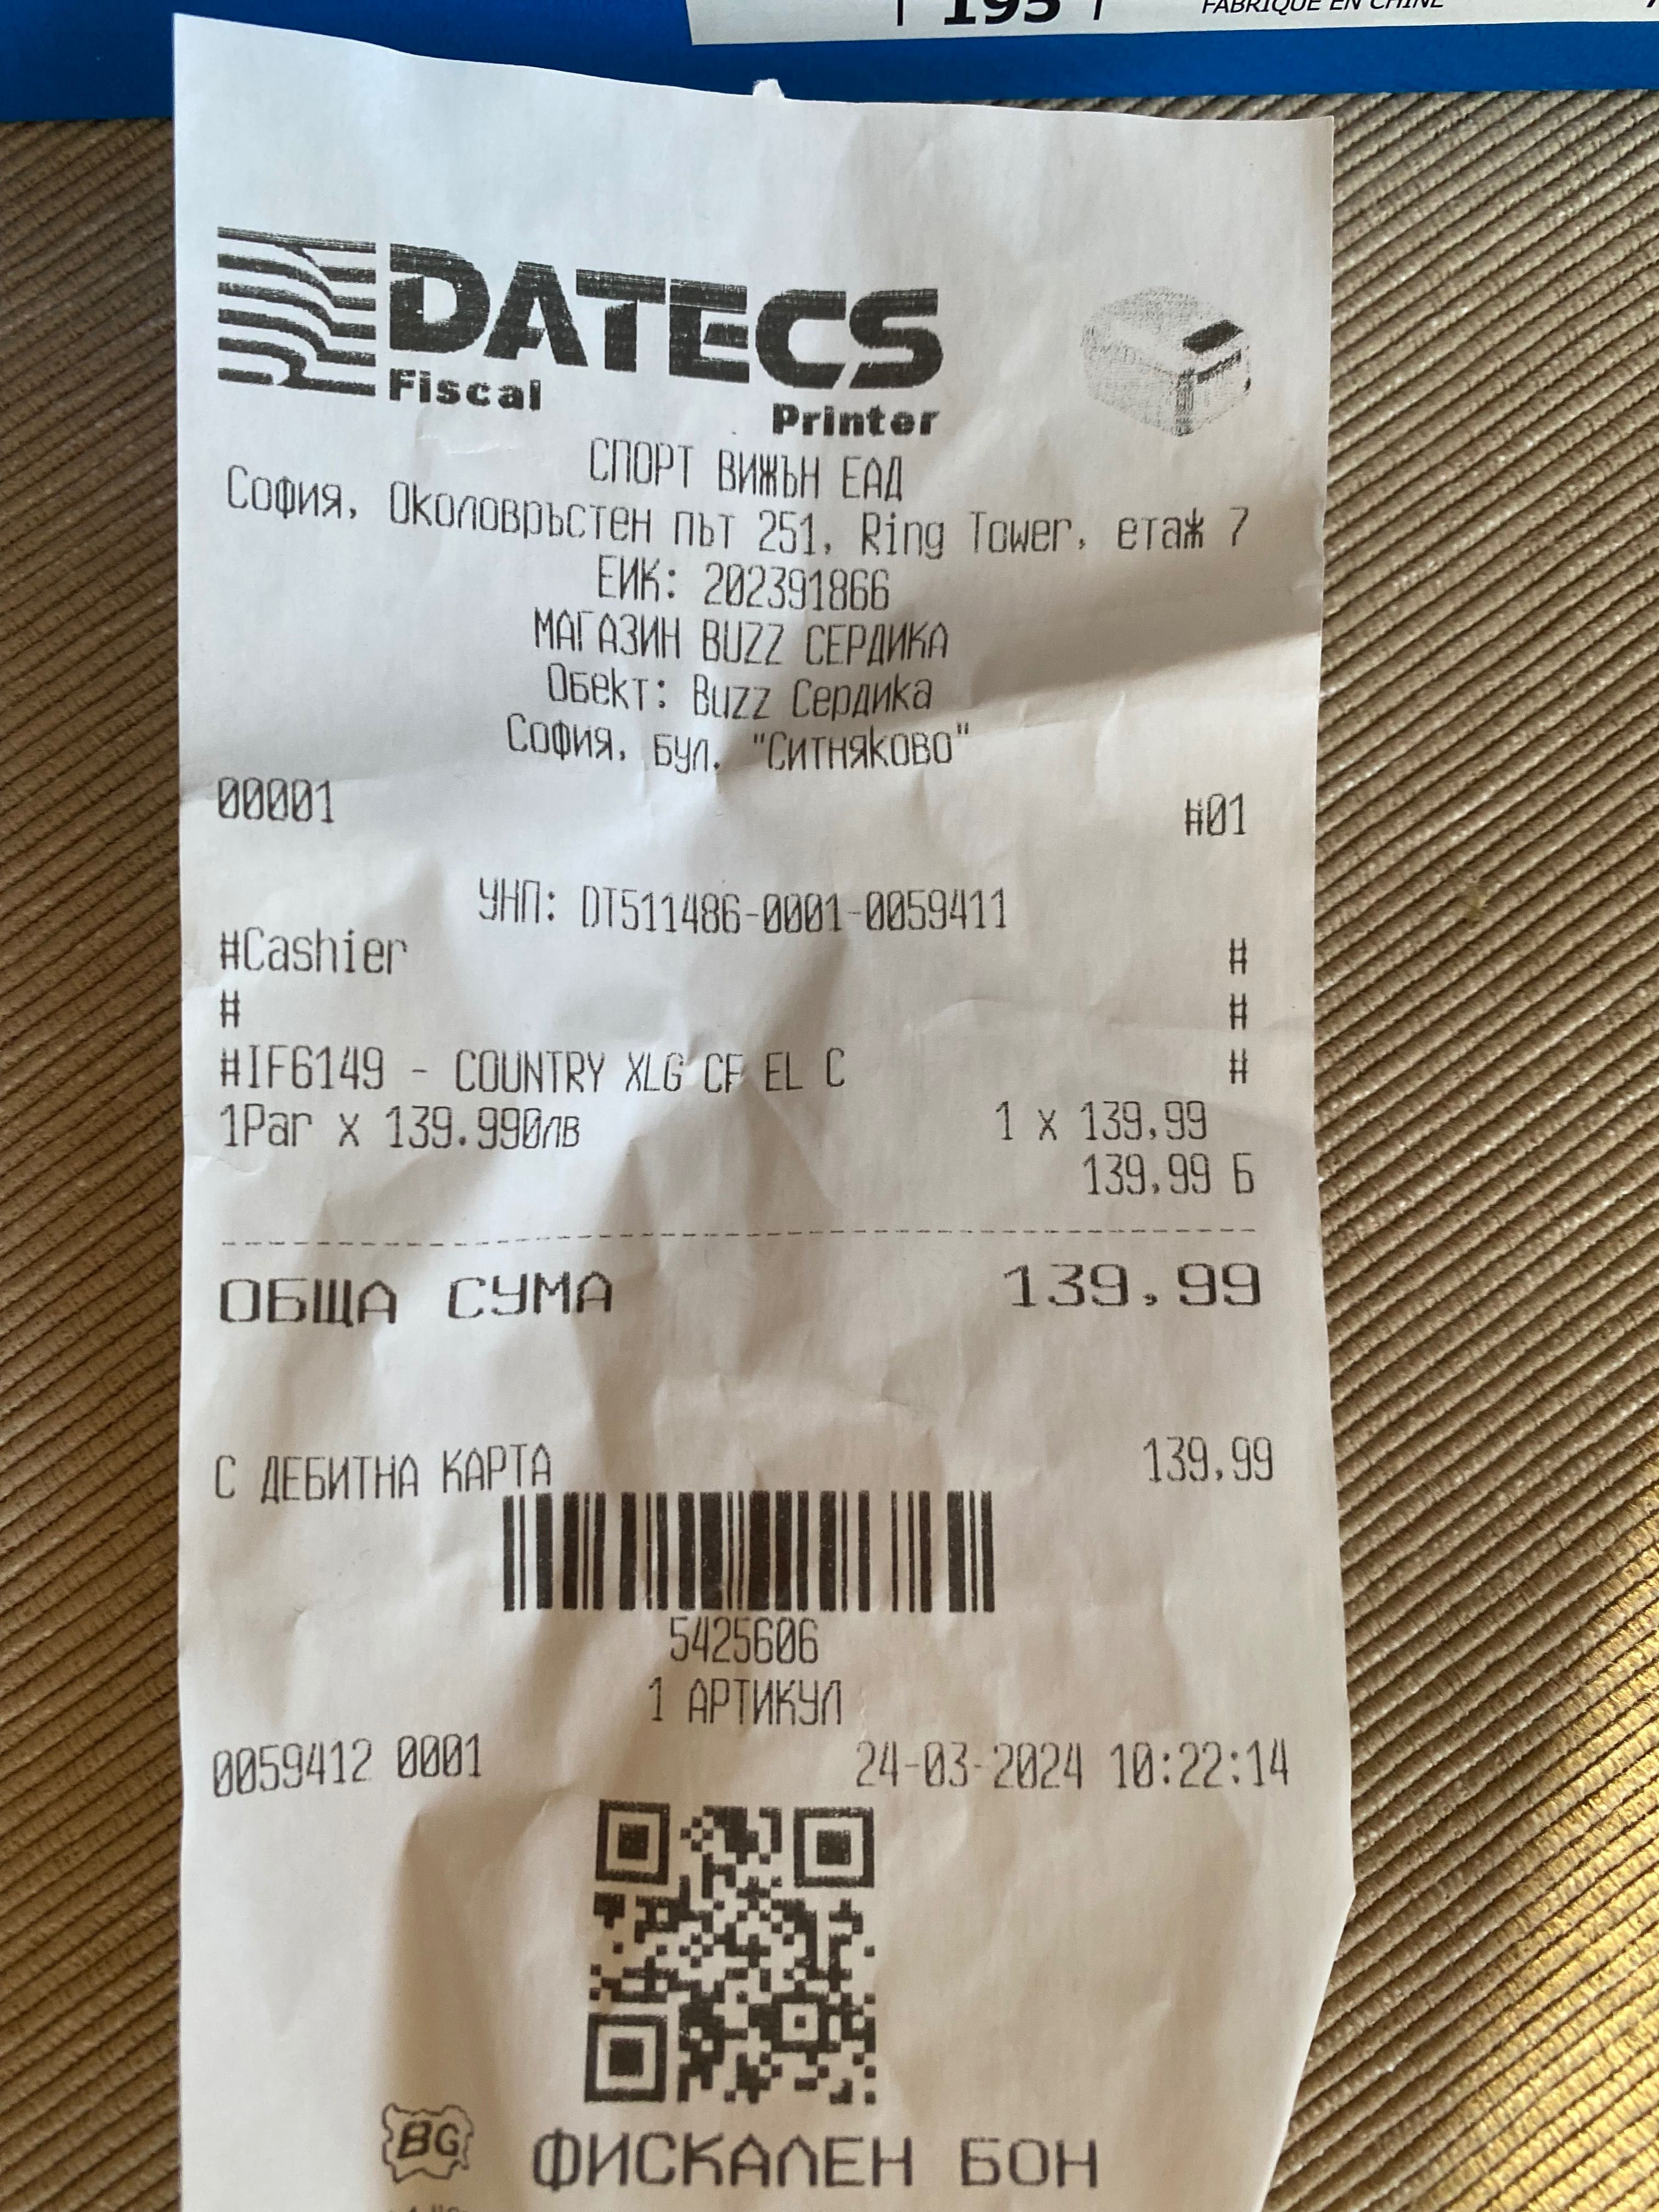 195
FABRIQUÉ EN CHINE
DATECS
Fiscal
Printer
СПОРТ ВИЖЪН ЕАД
София, Околовръстен път 251, Ring Tower, етаж 7
ЕИК: 202391866
МАГАЗИН BUZZ СЕРДИКА
Обект: Buzz Сердика
София, бул. "Ситняково"
00001 #01
УНП: DT511486-0001-0059411
#Cashier #
# #
#IF6149 - COUNTRY XLG CF EL C #
1Par x 139.990лв 1 x 139,99
139,99 Б
ОБЩА СУМА 139,99
С ДЕБИТНА КАРТА 139,99
5425606
1 АРТИКУЛ
0059412 0001 24-03-2024 10:22:14
BG
ФИСКАЛЕН БОН